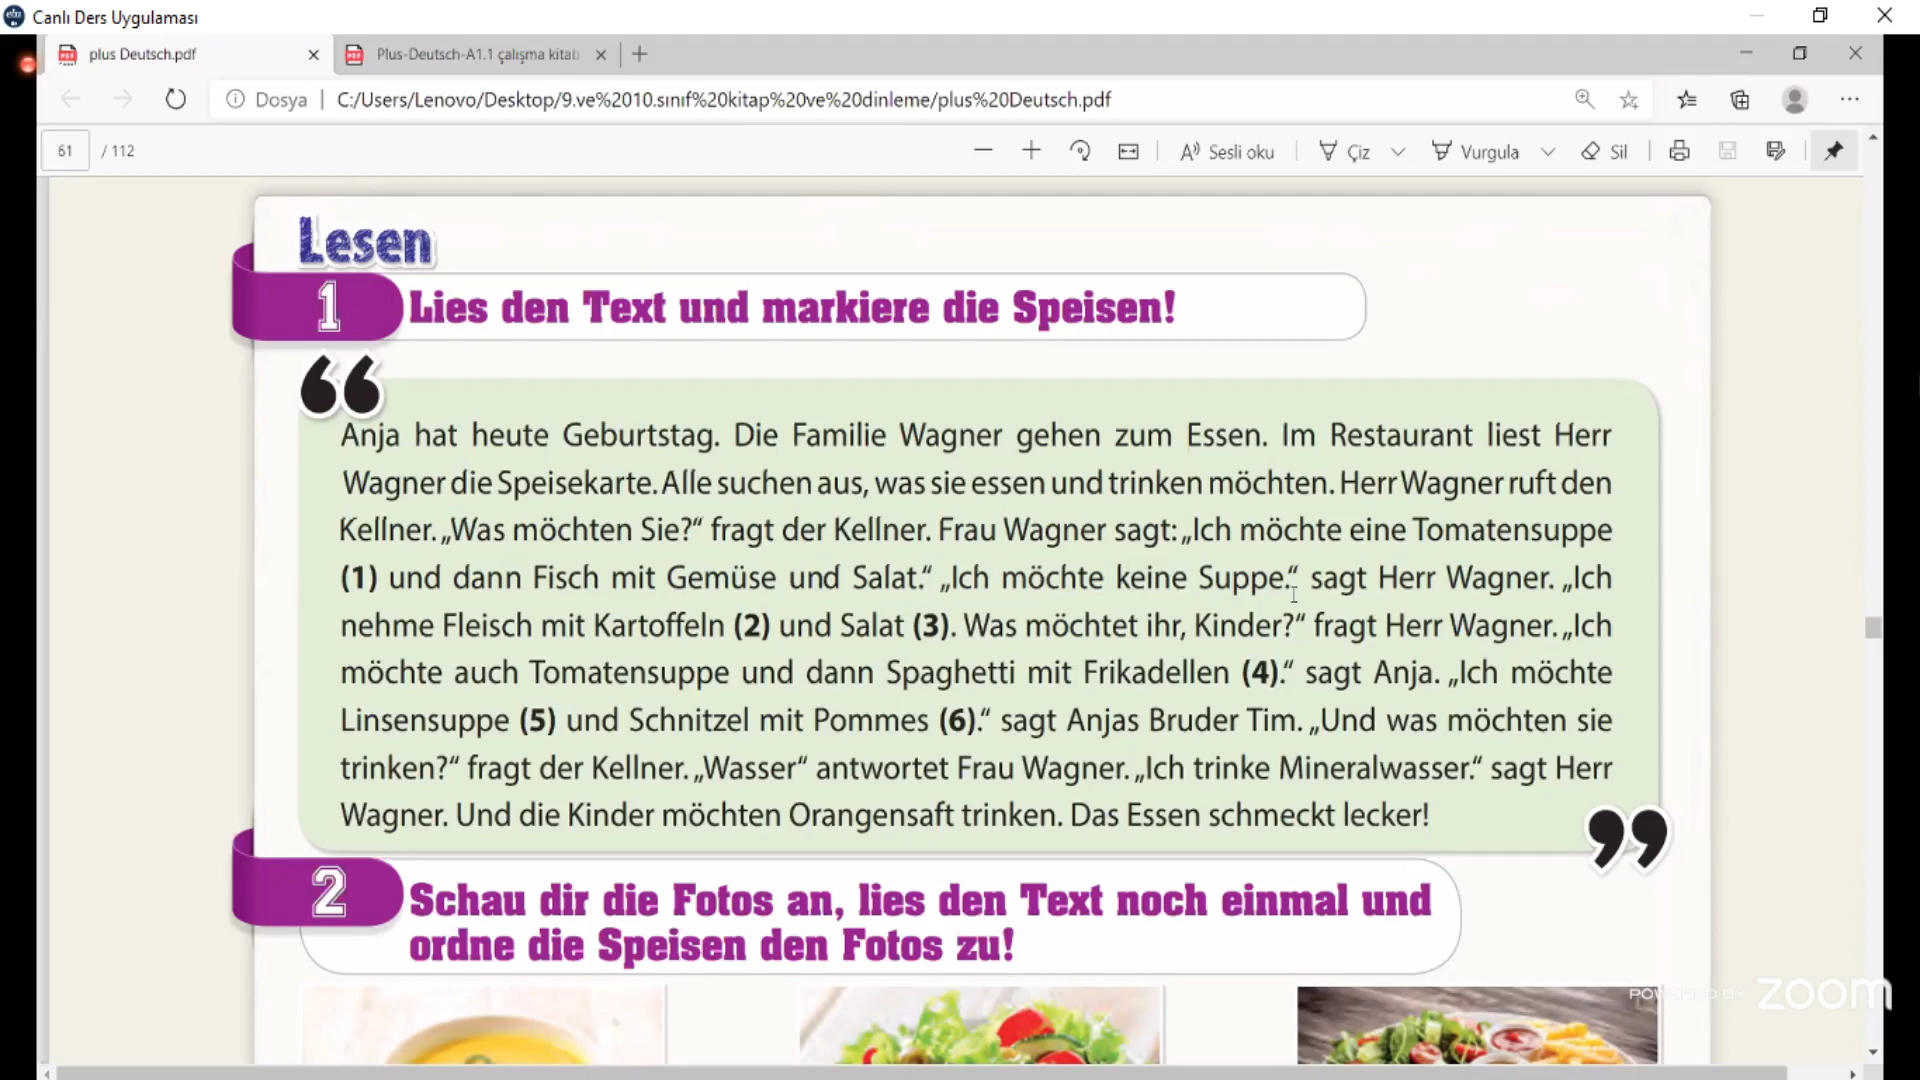 Canlı Ders Uygulaması
plus Deutsch.pdf
Plus-Deutsch-A1.1 çalışma kitab
Dosya
C:/Users/Lenovo/Desktop/9.ve%2010.sınıf%20kitap%20ve%20dinleme/plus%20Deutsch.pdf
61 / 112
Sesli oku
Çiz
Vurgula
Sil
Lesen
1 Lies den Text und markiere die Speisen!
Anja hat heute Geburtstag. Die Familie Wagner gehen zum Essen. Im Restaurant liest Herr
Wagner die Speisekarte. Alle suchen aus, was sie essen und trinken möchten. Herr Wagner ruft den
Kellner. „Was möchten Sie?“ fragt der Kellner. Frau Wagner sagt: „Ich möchte eine Tomatensuppe
(1) und dann Fisch mit Gemüse und Salat.“ „Ich möchte keine Suppe.“ sagt Herr Wagner. „Ich
nehme Fleisch mit Kartoffeln (2) und Salat (3). Was möchtet ihr, Kinder?“ fragt Herr Wagner. „Ich
möchte auch Tomatensuppe und dann Spaghetti mit Frikadellen (4).“ sagt Anja. „Ich möchte
Linsensuppe (5) und Schnitzel mit Pommes (6).“ sagt Anjas Bruder Tim. „Und was möchten sie
trinken?“ fragt der Kellner. „Wasser“ antwortet Frau Wagner. „Ich trinke Mineralwasser.“ sagt Herr
Wagner. Und die Kinder möchten Orangensaft trinken. Das Essen schmeckt lecker!
2 Schau dir die Fotos an, lies den Text noch einmal und
ordne die Speisen den Fotos zu!
POWERED BY zoom